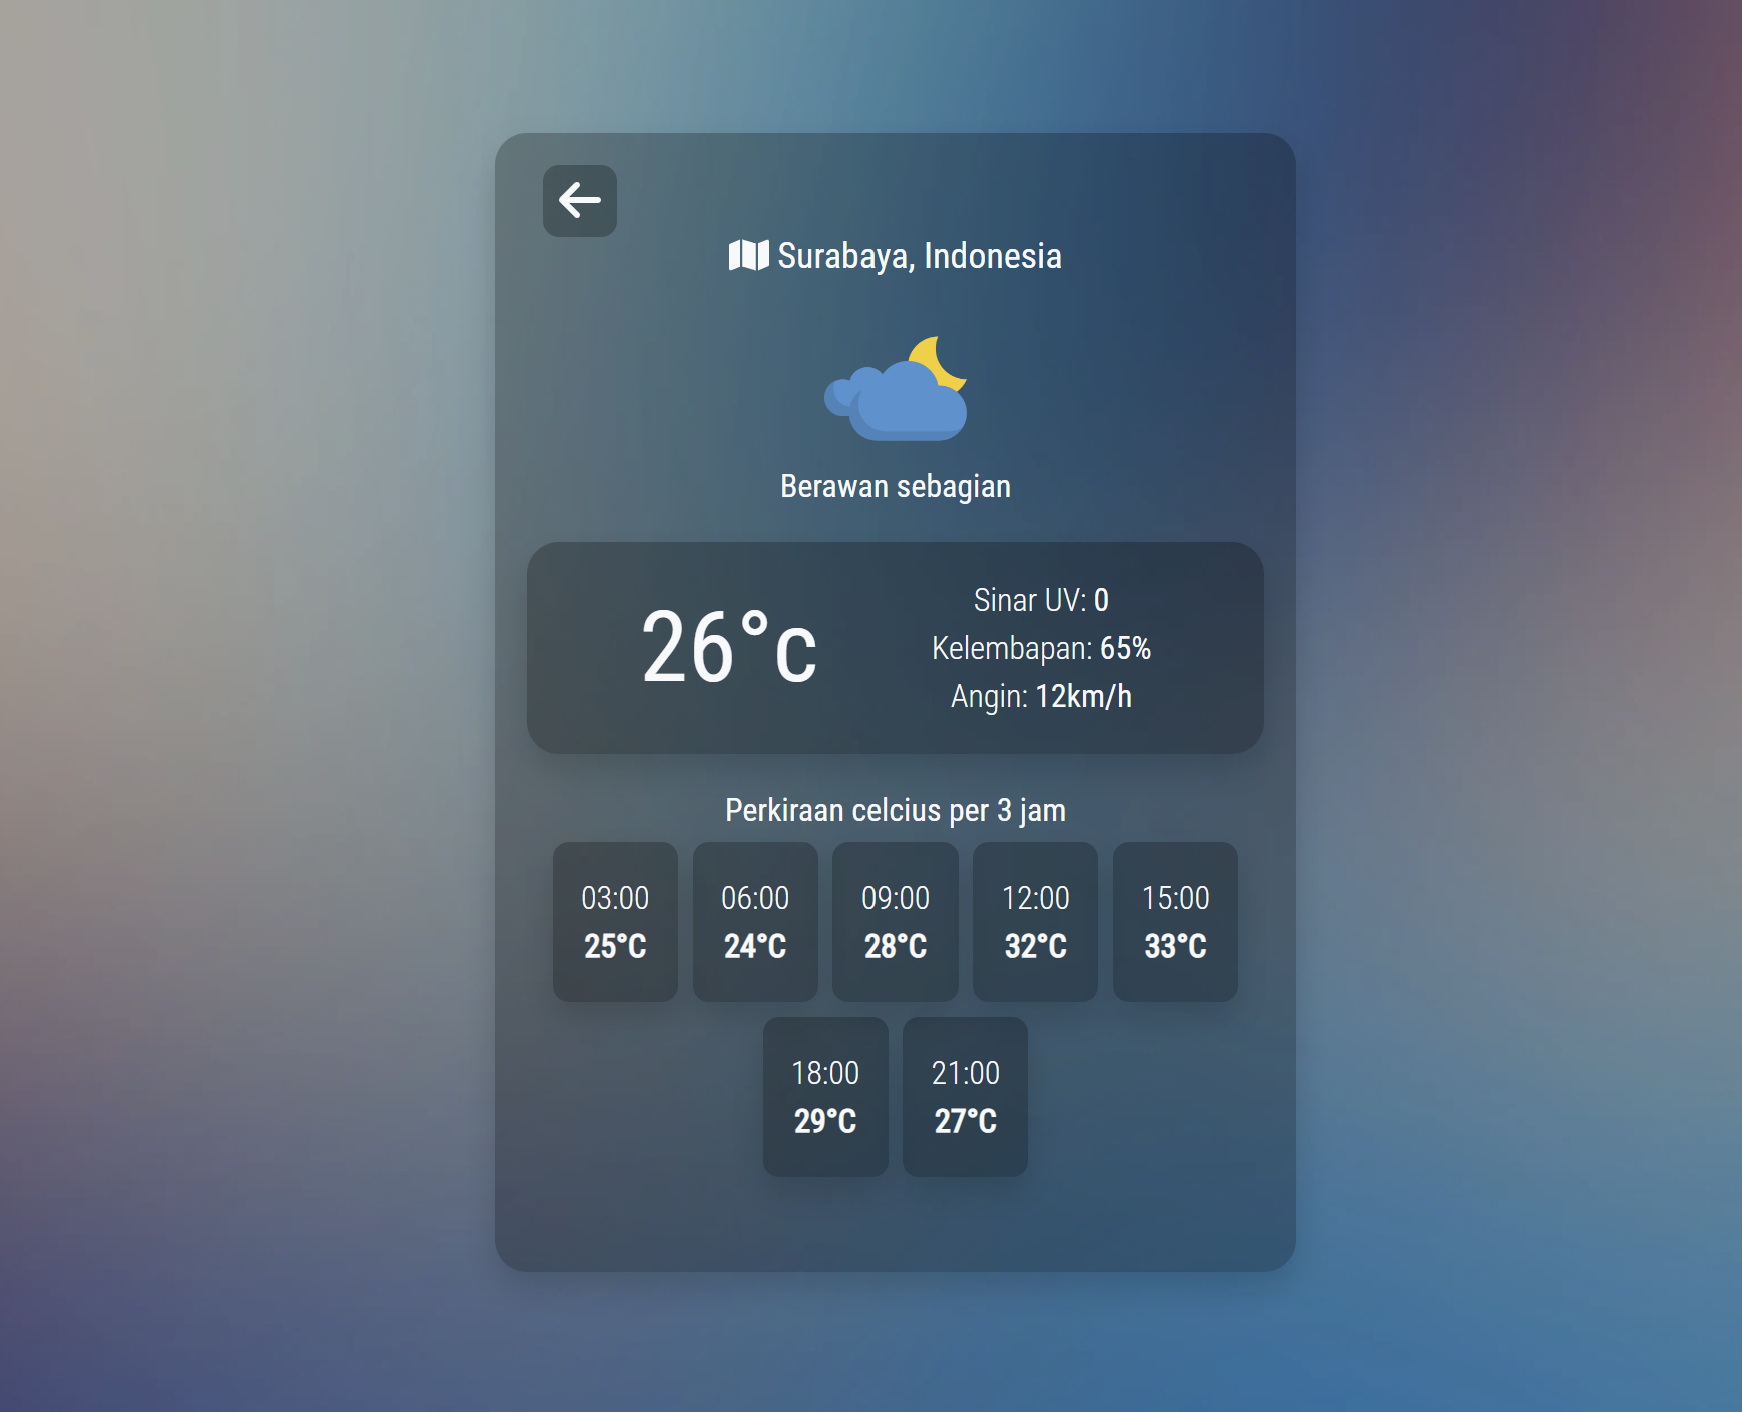 Surabaya, Indonesia
Berawan sebagian
26°c
Sinar UV: 0
Kelembapan: 65%
Angin: 12km/h
Perkiraan celcius per 3 jam
03:00
25°C
06:00
24°C
09:00
28°C
12:00
32°C
15:00
33°C
18:00
29°C
21:00
27°C